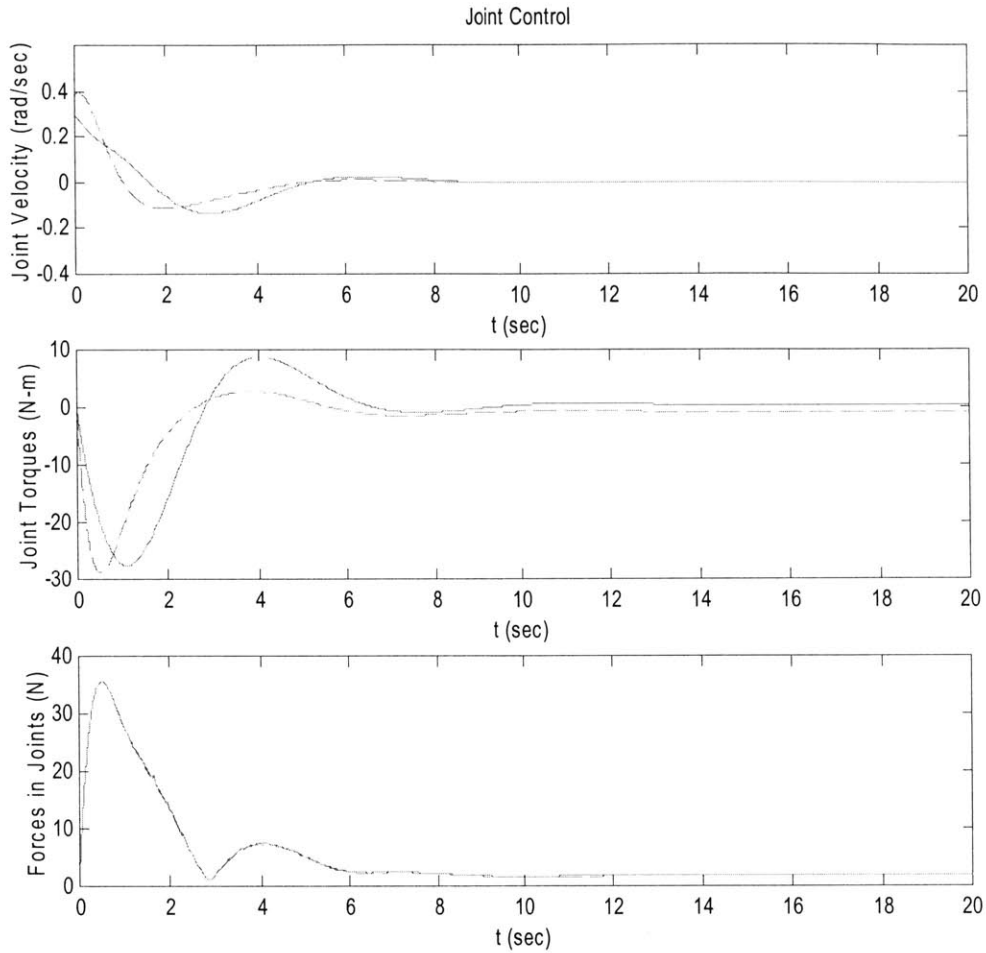 Joint Control
Joint Velocity (rad/sec)
0.4
0.2
0
-0.2
-0.4
0 2 4 6 8 10 12 14 16 18 20
t (sec)
Joint Torques (N-m)
10
0
-10
-20
-30
0 2 4 6 8 10 12 14 16 18 20
t (sec)
Forces in Joints (N)
40
30
20
10
0
0 2 4 6 8 10 12 14 16 18 20
t (sec)